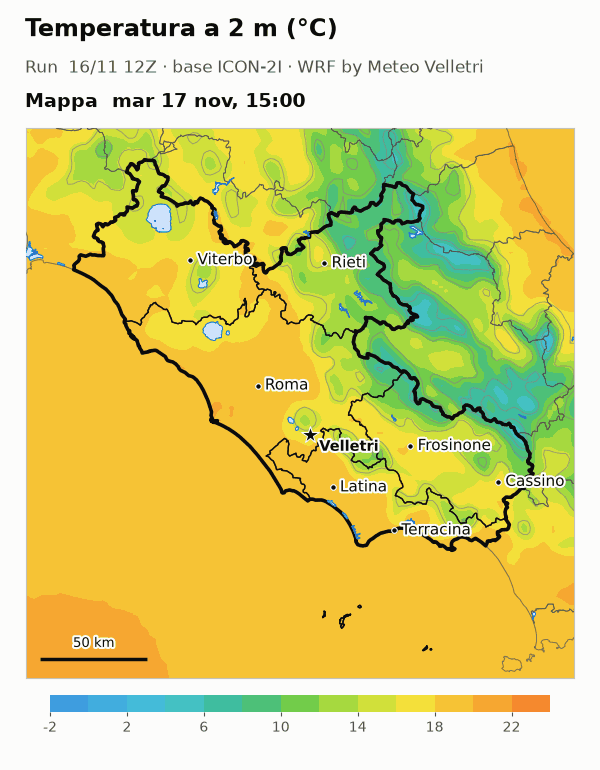 Temperatura a 2 m (°C)
Run 16/11 12Z · base ICON-2I · WRF by Meteo Velletri
Mappa mar 17 nov, 15:00
Viterbo
Rieti
Roma
Velletri
Frosinone
Latina
Cassino
Terracina
50 km
-2 2 6 10 14 18 22